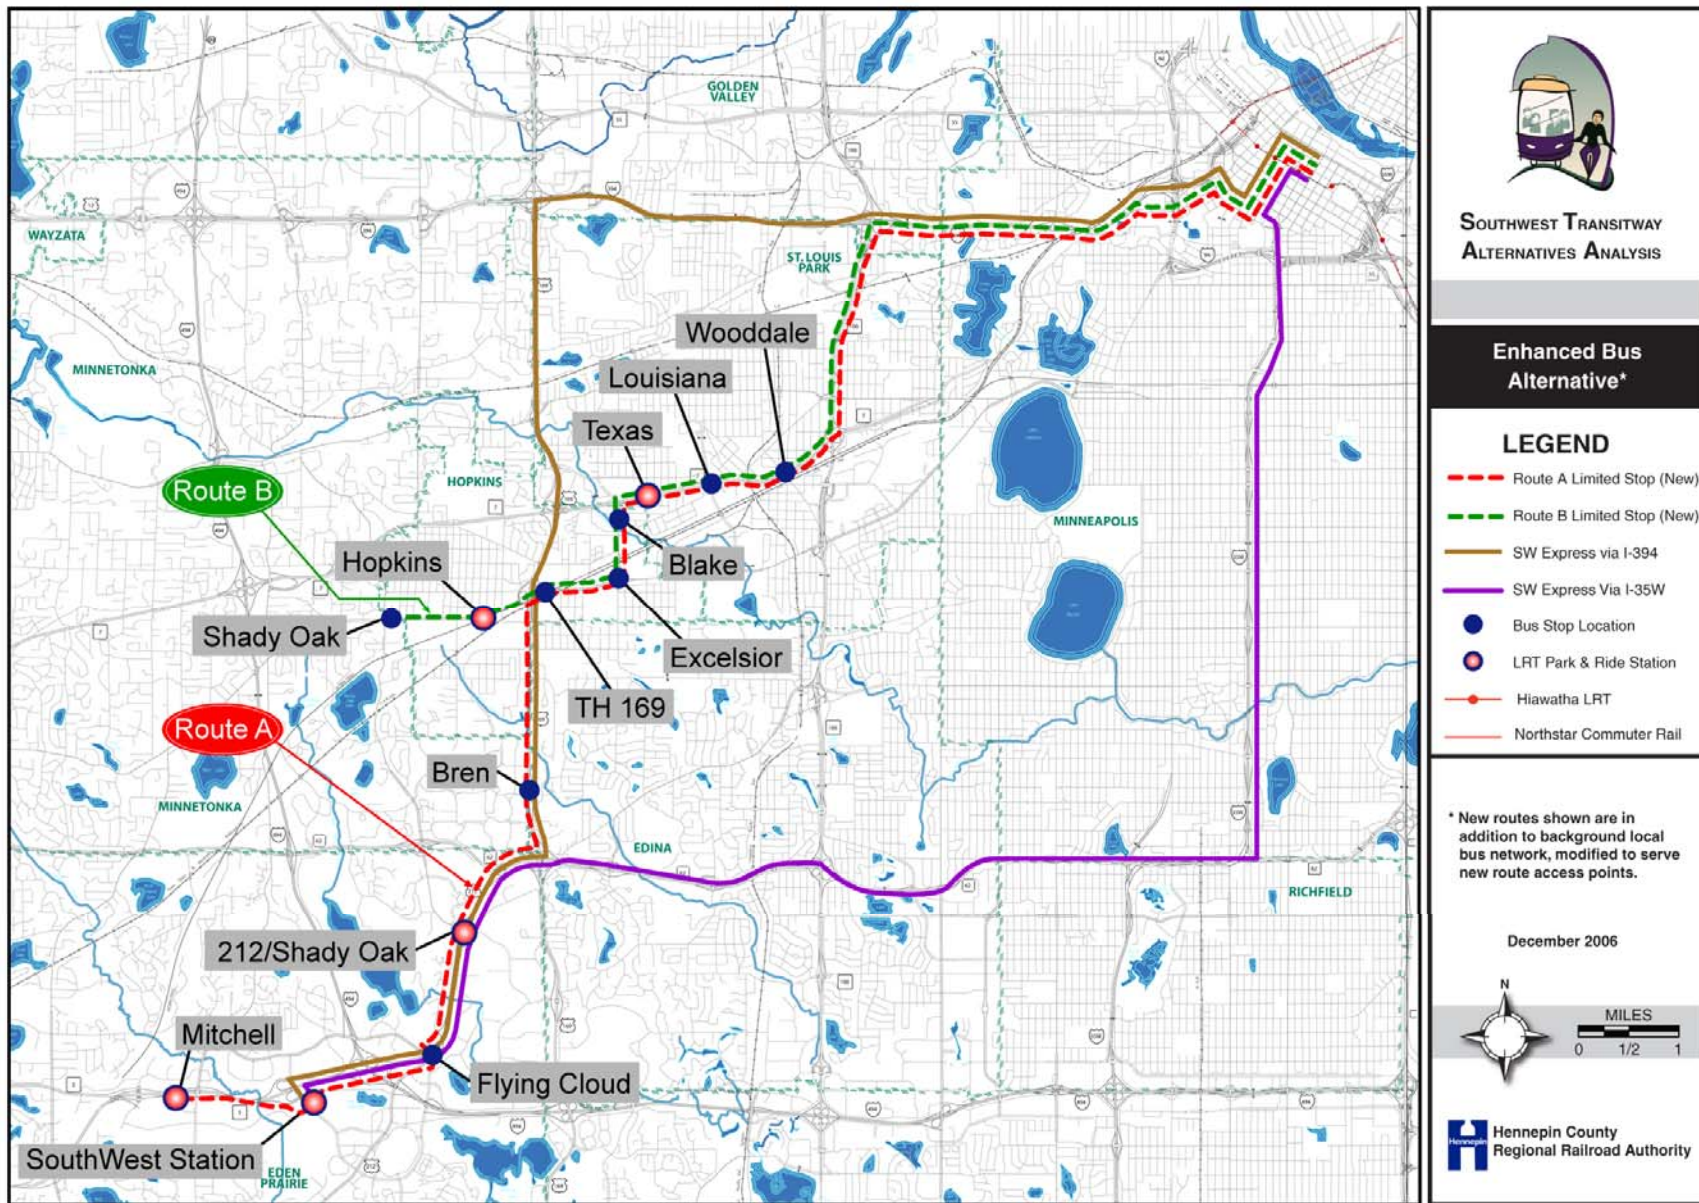 GOLDEN
VALLEY
WAYZATA
ST. LOUIS
PARK
Wooddale
MINNETONKA
Louisiana
Texas
Route B
HOPKINS
MINNEAPOLIS
Hopkins
Blake
Shady Oak
Excelsior
TH 169
Route A
Bren
MINNETONKA
EDINA
RICHFIELD
212/Shady Oak
Mitchell
Flying Cloud
SouthWest Station
EDEN
PRAIRIE
SOUTHWEST TRANSITWAY
ALTERNATIVES ANALYSIS
Enhanced Bus
Alternative*
LEGEND
Route A Limited Stop (New)
Route B Limited Stop (New)
SW Express via I-394
SW Express Via I-35W
Bus Stop Location
LRT Park & Ride Station
Hiawatha LRT
Northstar Commuter Rail
* New routes shown are in
addition to background local
bus network, modified to serve
new route access points.
December 2006
N
MILES
0 1/2 1
Hennepin
Hennepin County
Regional Railroad Authority